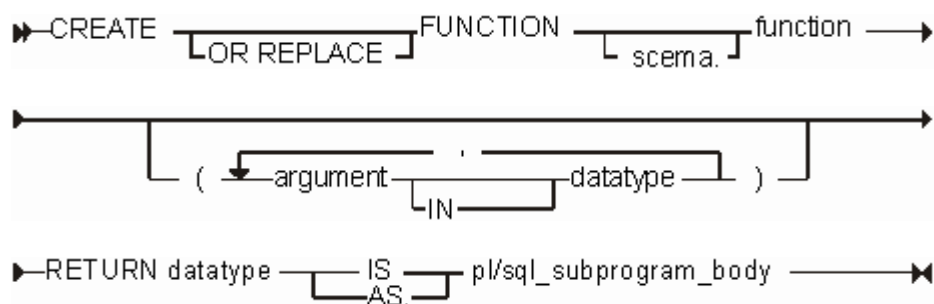 CREATE FUNCTION function
OR REPLACE scema.
,
( argument datatype )
IN
RETURN datatype IS pl/sql_subprogram_body
AS.